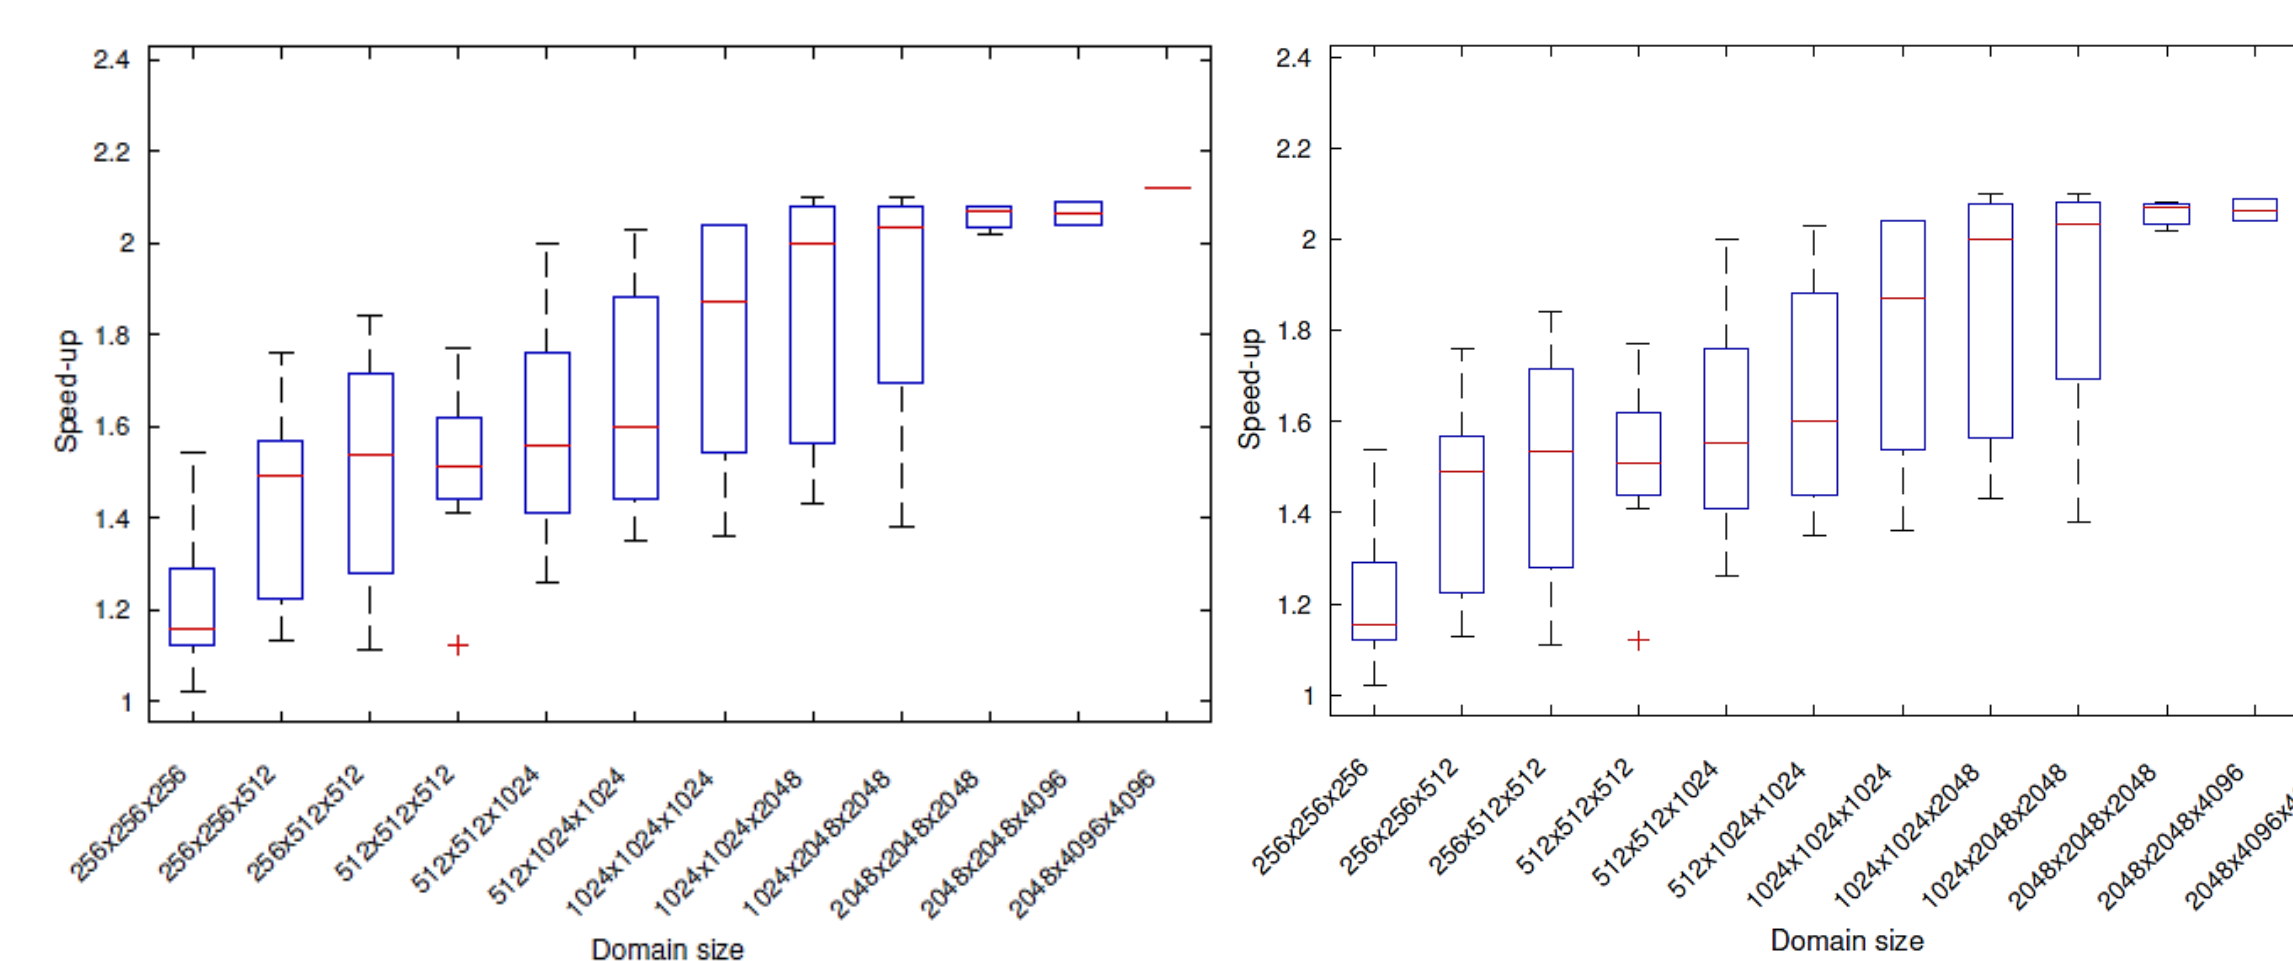 2.4
2.2
2
1.8
1.6
1.4
1.2
1
Speed-up
256x256x256
256x256x512
256x512x512
512x512x512
512x512x1024
512x1024x1024
1024x1024x1024
1024x1024x2048
1024x2048x2048
2048x2048x2048
2048x2048x4096
2048x4096x4096
Domain size
2.4
2.2
2
1.8
1.6
1.4
1.2
1
Speed-up
256x256x256
256x256x512
256x512x512
512x512x512
512x512x1024
512x1024x1024
1024x1024x1024
1024x1024x2048
1024x2048x2048
2048x2048x2048
2048x2048x4096
2048x4096x4
Domain size